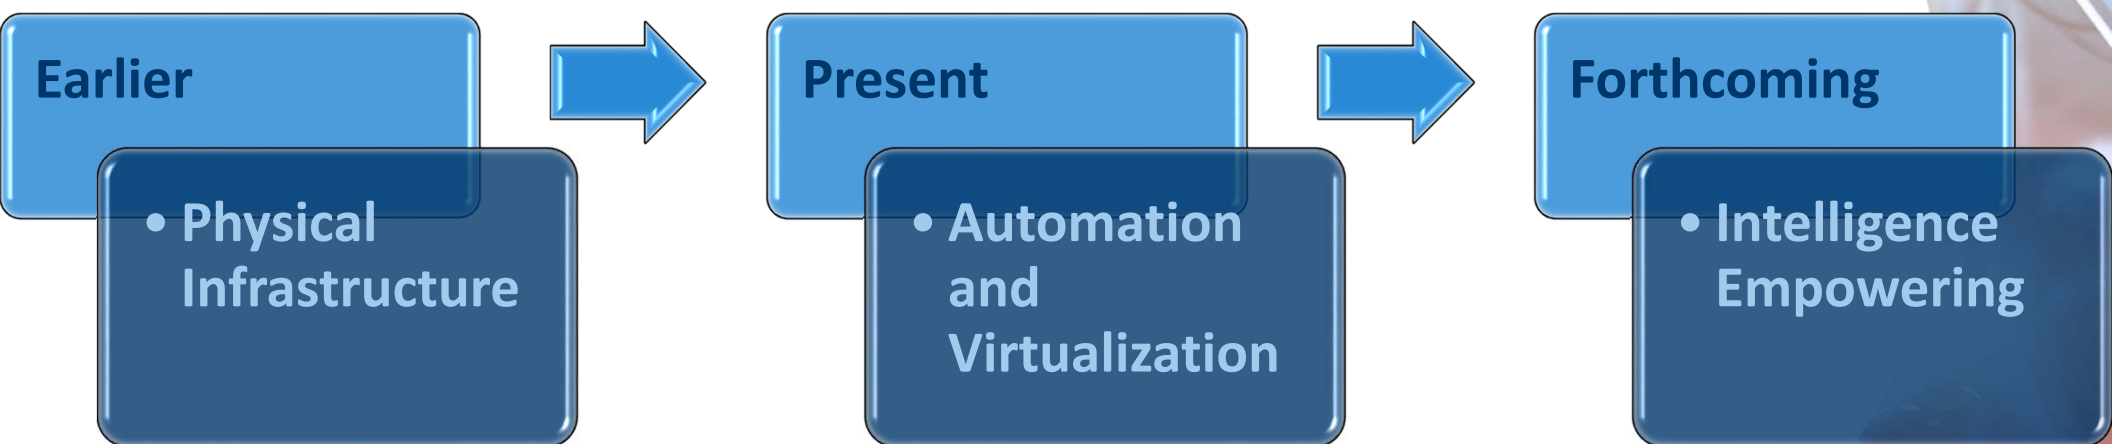 Earlier
• Physical
Infrastructure
Present
• Automation
and
Virtualization
Forthcoming
• Intelligence
Empowering